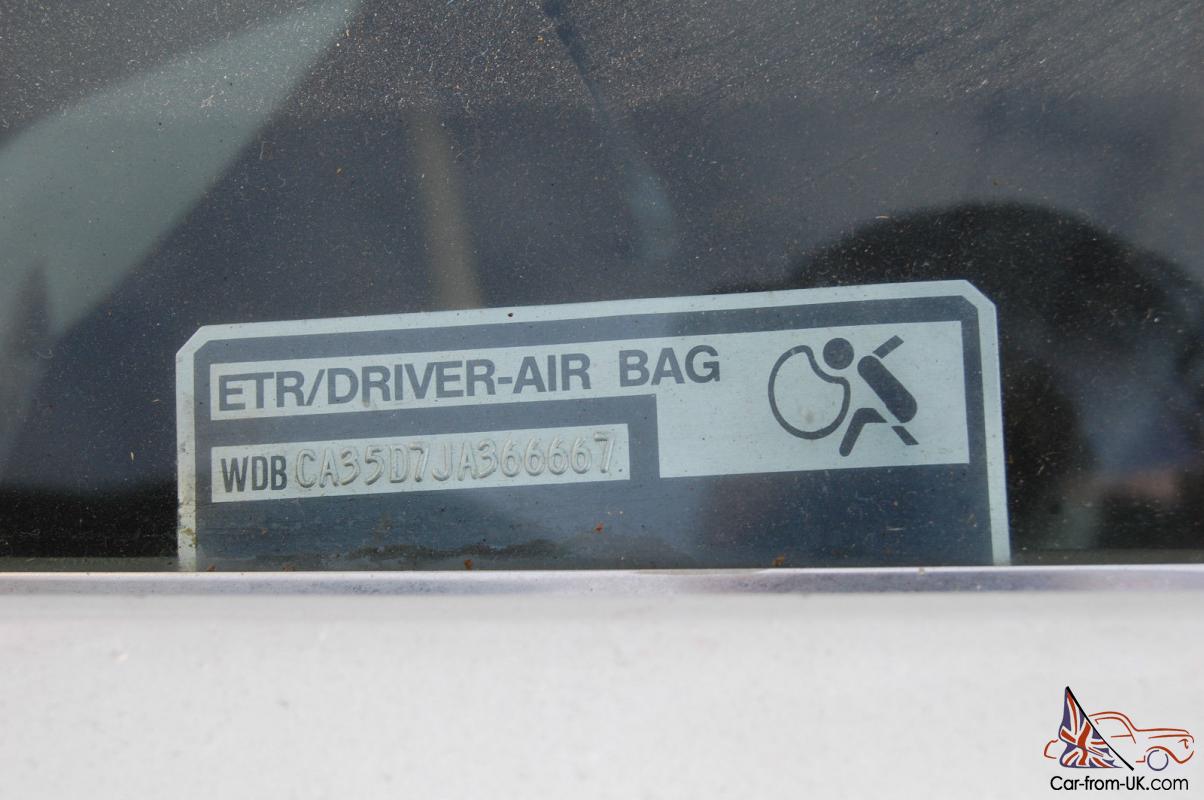 ETR/DRIVER-AIR BAG
WDB CA35D7JA366667
Car-from-UK.com